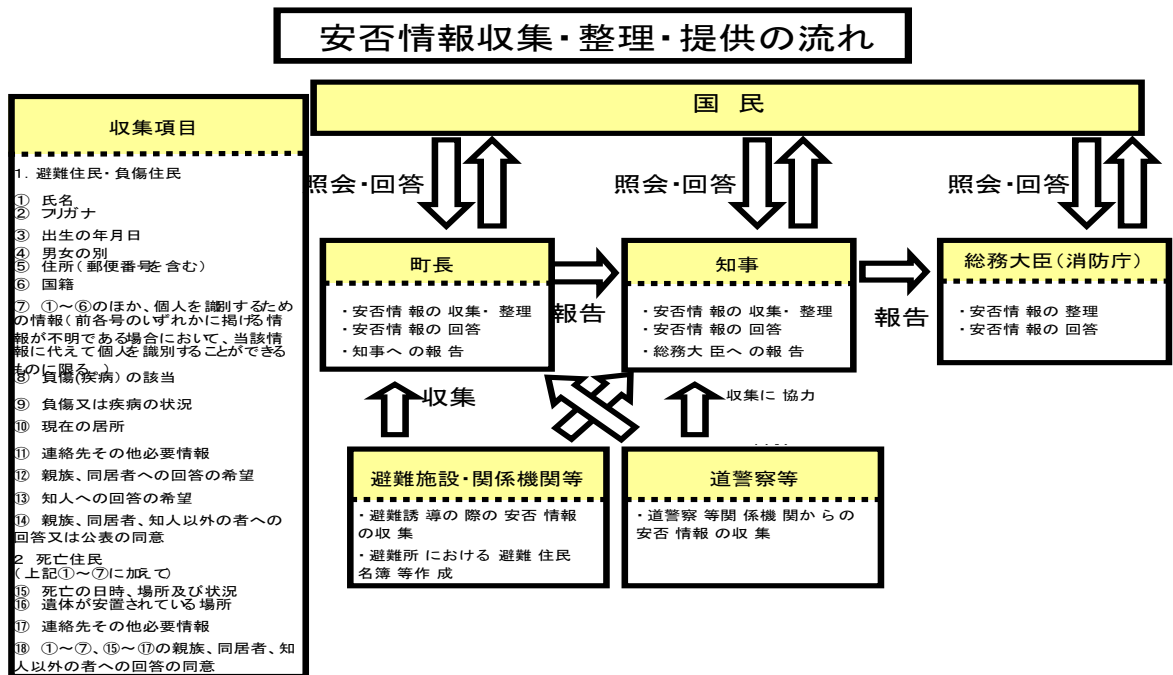 安否情報収集・整理・提供の流れ
収集項目
1. 避難住民・負傷住民
① 氏名
② フリガナ
③ 出生の年月日
④ 男女の別
⑤ 住所(郵便番号を含む)
⑥ 国籍
⑦ ①～⑥のほか、個人を識別するため
の情報(前各号のいずれかに掲げる情
報が不明である場合において、当該情
報に代えて個人を識別することができる
ものに限る。)
⑧ 負傷(疾病)の該当
⑨ 負傷又は疾病の状況
⑩ 現在の居所
⑪ 連絡先その他必要情報
⑫ 親族、同居者への回答の希望
⑬ 知人への回答の希望
⑭ 親族、同居者、知人以外の者への
回答又は公表の同意
2 死亡住民
(上記①～⑦に加えて)
⑮ 死亡の日時、場所及び状況
⑯ 遺体が安置されている場所
⑰ 連絡先その他必要情報
⑱ ①～⑦、⑮～⑰の親族、同居者、知
人以外の者への回答の同意
国 民
照会・回答
照会・回答
照会・回答
町長
・安否情報の収集・整理
・安否情報の回答
・知事への報告
報告
知事
・安否情報の収集・整理
・安否情報の回答
・総務大臣への報告
報告
総務大臣(消防庁)
・安否情報の整理
・安否情報の回答
収集
収集に協力
避難施設・関係機関等
・避難誘導の際の安否情報
の収集
・避難所における避難住民
名簿等作成
道警察等
・道警察等関係機関からの
安否情報の収集